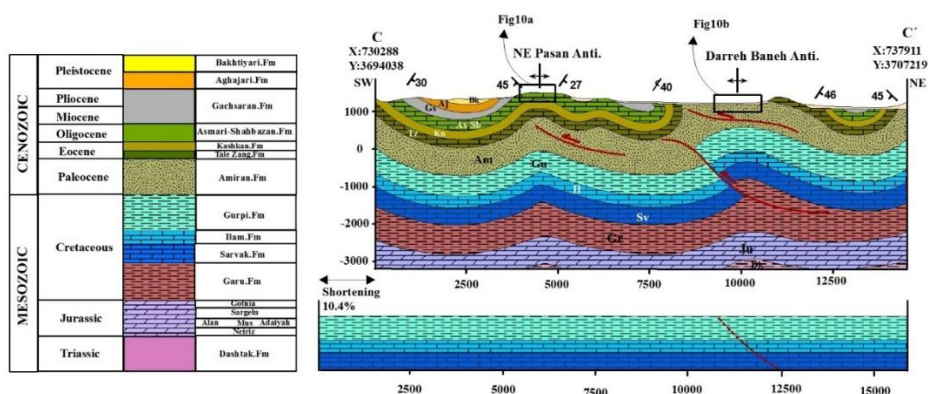 CENOZOIC
Pleistocene
Bakhtiyari.Fm
Aghajari.Fm
Pliocene
Gachsaran.Fm
Miocene
Oligocene
Asmari-Shahbazan.Fm
Kashkan.Fm
Eocene
Tale Zang.Fm
Paleocene
Amiran.Fm
MESOZOIC
Cretaceous
Gurpi.Fm
Ilam.Fm
Sarvak.Fm
Garu.Fm
Jurassic
Gotnia
Sargelu
Alan Mus Adaiyah
Neiriz
Triassic
Dashtak.Fm
Fig10a
Fig10b
C
X:730288
Y:3694038
SW
NE Pasan Anti.
Darreh Baneh Anti.
C´
X:737911
Y:3707219
NE
30
45
27
40
46
45
1000
0
-1000
-2000
-3000
Gs
Aj
Bk
As-Sb
Tz
Ka
Am
Gu
Il
Sv
Gr
Ju
2500
5000
7500
10000
12500
Shortening
10.4%
2500
5000
7500
10000
12500
15000